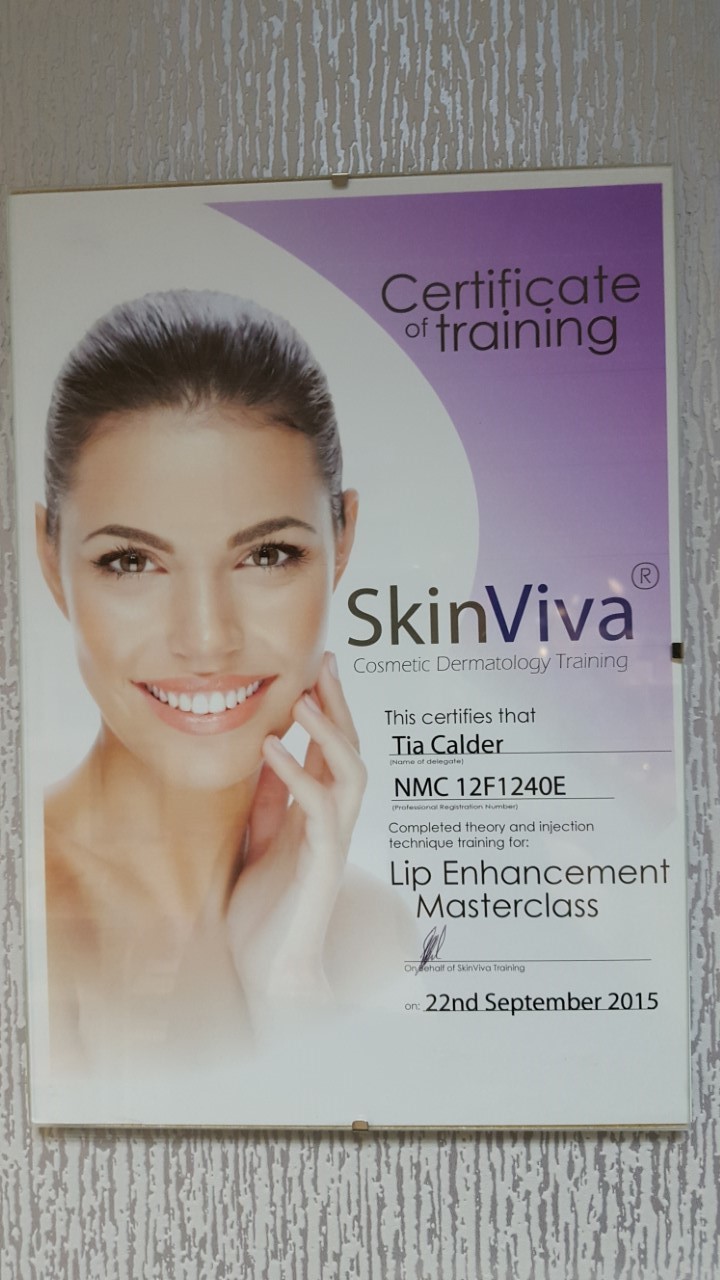 Certificate
of training
SkinViva®
Cosmetic Dermatology Training
This certifies that
Tia Calder
(Name of delegate)
NMC 12F1240E
(Professional Registration Number)
Completed theory and injection
technique training for:
Lip Enhancement
Masterclass
On behalf of SkinViva Training
on: 22nd September 2015